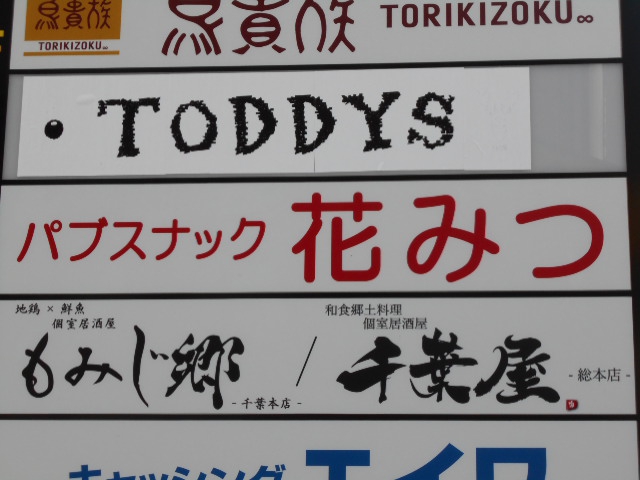 鳥貴族 鳥貴族 TORIKIZOKU∞
TORIKIZOKU∞
• TODDYS
パブスナック 花みつ
地鶏 × 鮮魚
個室居酒屋
もみじ郷
- 千葉本店 -
/
和食郷土料理
個室居酒屋
千葉屋 - 総本店 -
キャッシング エイワ